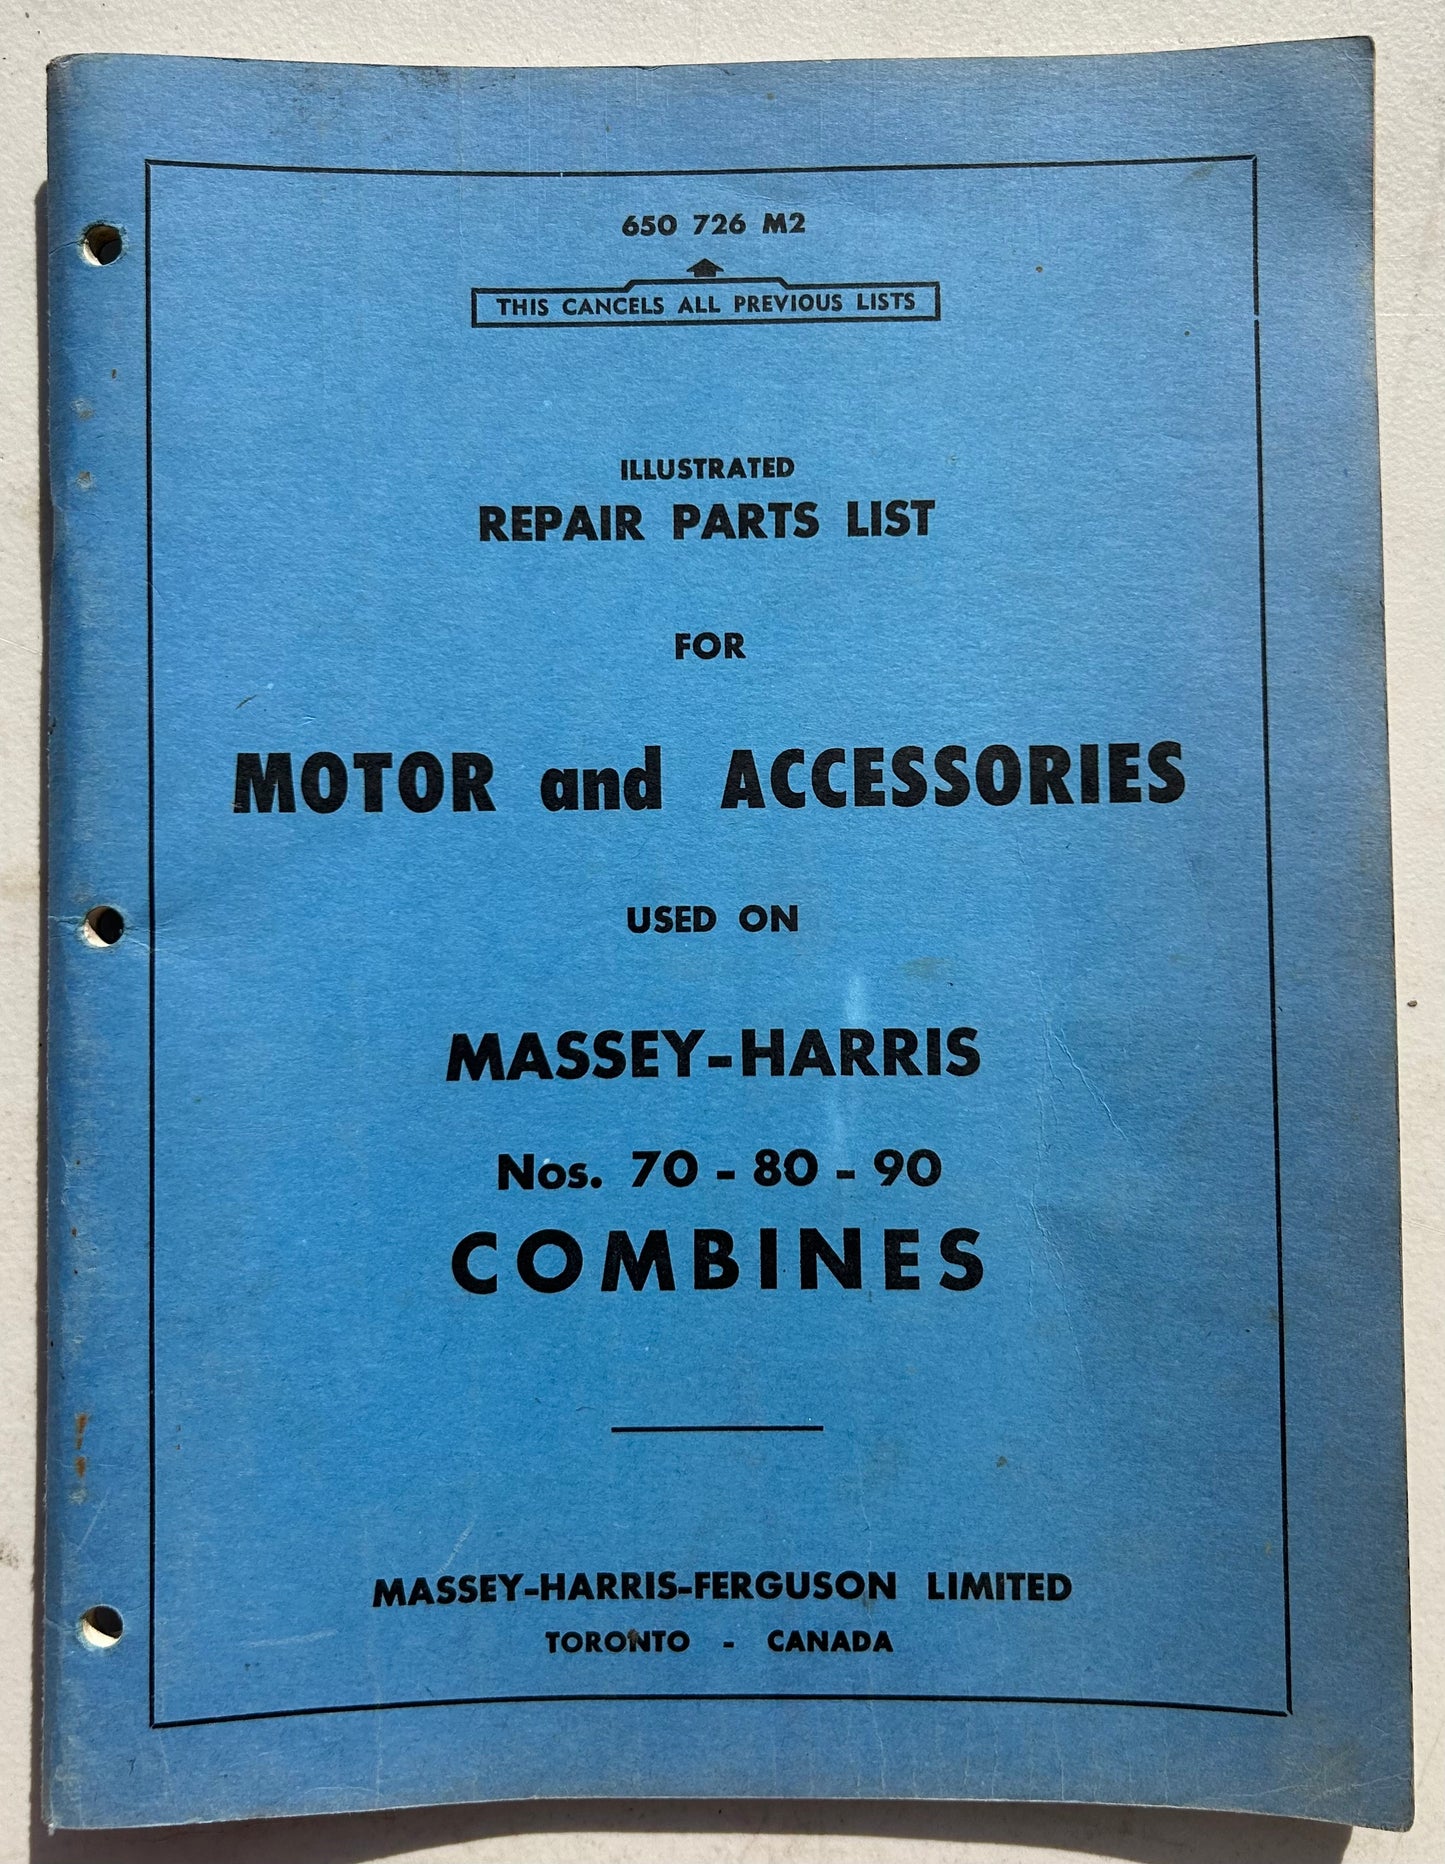 650 726 M2
THIS CANCELS ALL PREVIOUS LISTS
ILLUSTRATED
REPAIR PARTS LIST
FOR
MOTOR and ACCESSORIES
USED ON
MASSEY-HARRIS
Nos. 70 - 80 - 90
COMBINES
MASSEY-HARRIS-FERGUSON LIMITED
TORONTO - CANADA